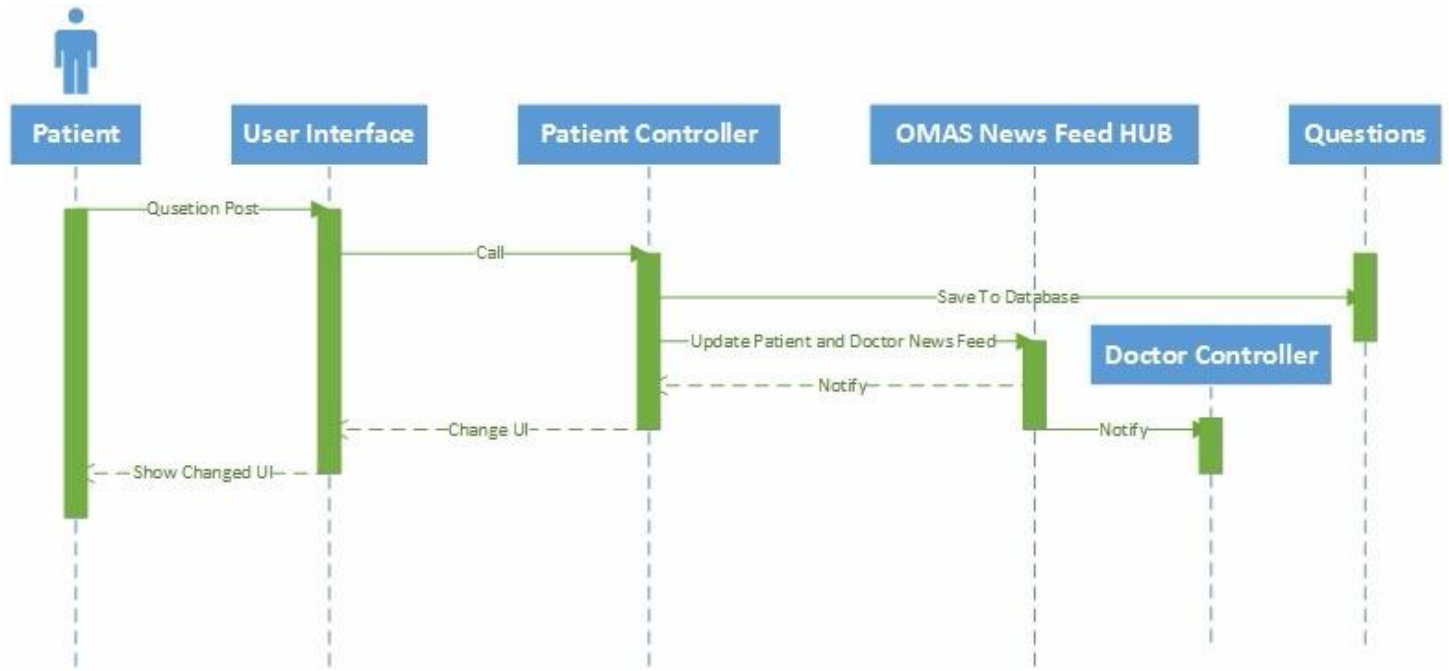 Patient
User Interface
Patient Controller
OMAS News Feed HUB
Questions
Qusetion Post
Call
Save To Database
Update Patient and Doctor News Feed
Doctor Controller
Notify
Change UI
Notify
Show Changed UI